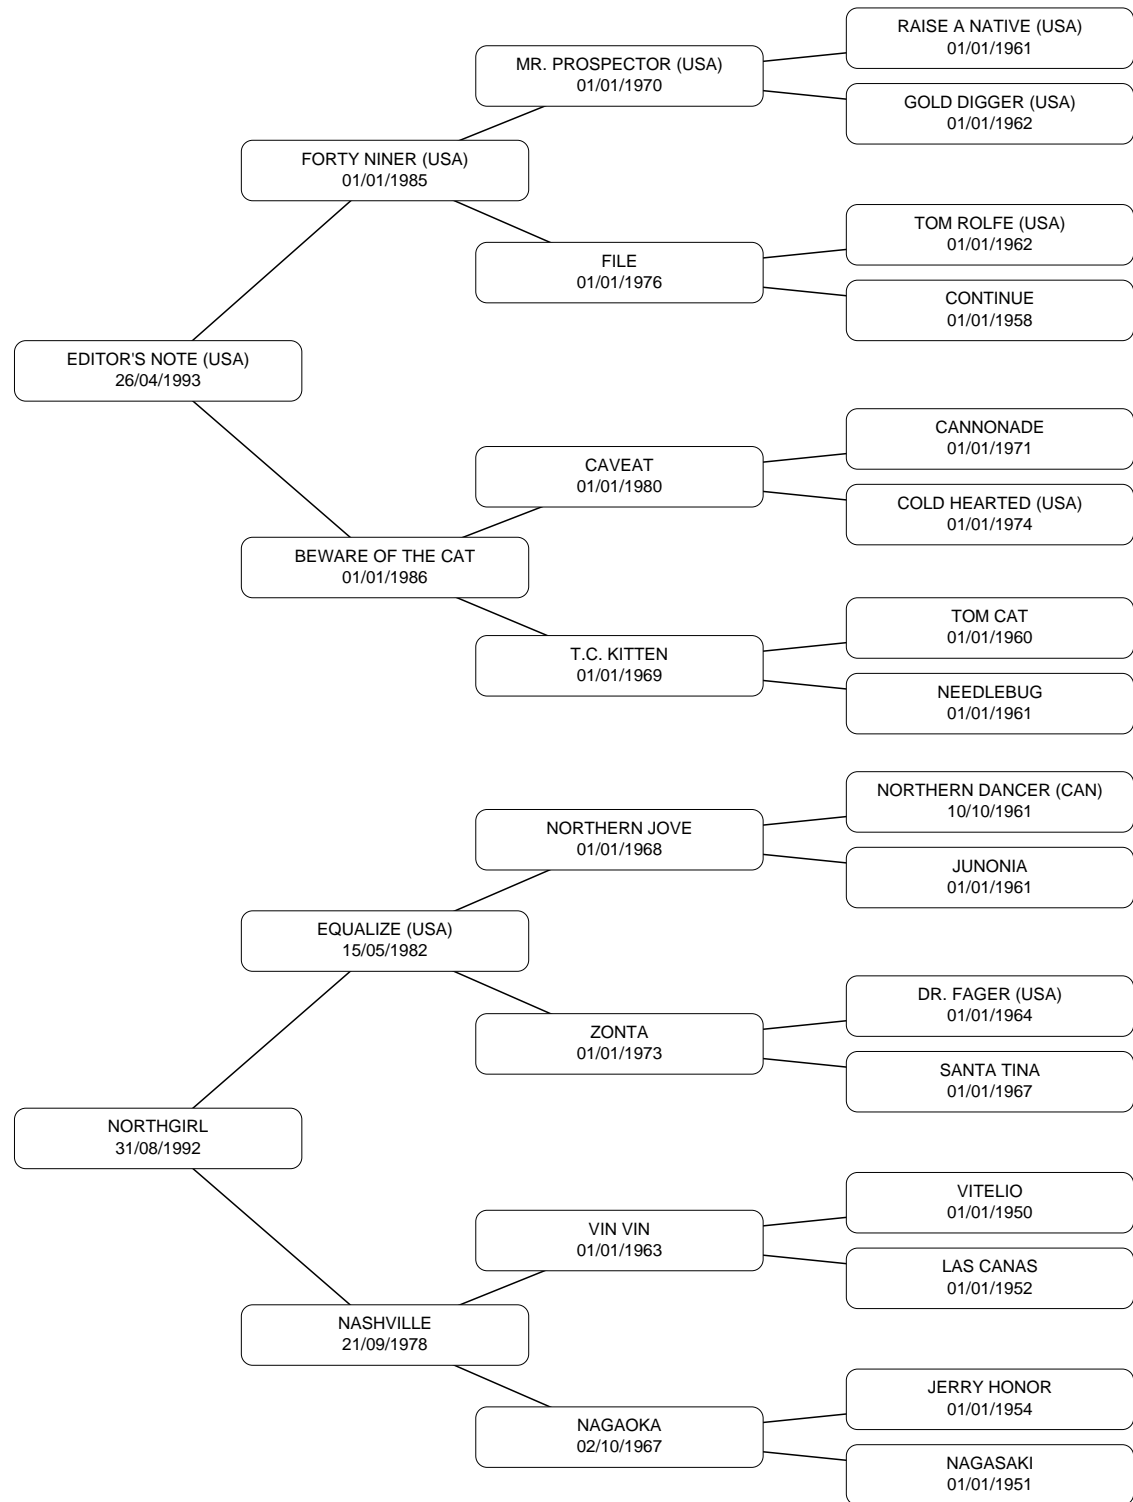 RAISE A NATIVE (USA)
01/01/1961
MR. PROSPECTOR (USA)
01/01/1970
GOLD DIGGER (USA)
01/01/1962
FORTY NINER (USA)
01/01/1985
TOM ROLFE (USA)
01/01/1962
FILE
01/01/1976
CONTINUE
01/01/1958
EDITOR'S NOTE (USA)
26/04/1993
CANNONADE
01/01/1971
CAVEAT
01/01/1980
COLD HEARTED (USA)
01/01/1974
BEWARE OF THE CAT
01/01/1986
TOM CAT
01/01/1960
T.C. KITTEN
01/01/1969
NEEDLEBUG
01/01/1961
NORTHERN DANCER (CAN)
10/10/1961
NORTHERN JOVE
01/01/1968
JUNONIA
01/01/1961
EQUALIZE (USA)
15/05/1982
DR. FAGER (USA)
01/01/1964
ZONTA
01/01/1973
SANTA TINA
01/01/1967
NORTHGIRL
31/08/1992
VITELIO
01/01/1950
VIN VIN
01/01/1963
LAS CANAS
01/01/1952
NASHVILLE
21/09/1978
JERRY HONOR
01/01/1954
NAGAOKA
02/10/1967
NAGASAKI
01/01/1951